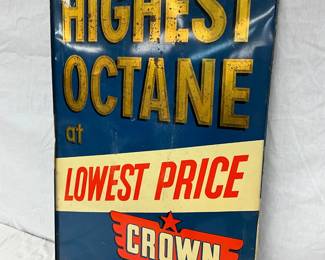 HIGHEST
OCTANE
at
LOWEST PRICE
CROWN